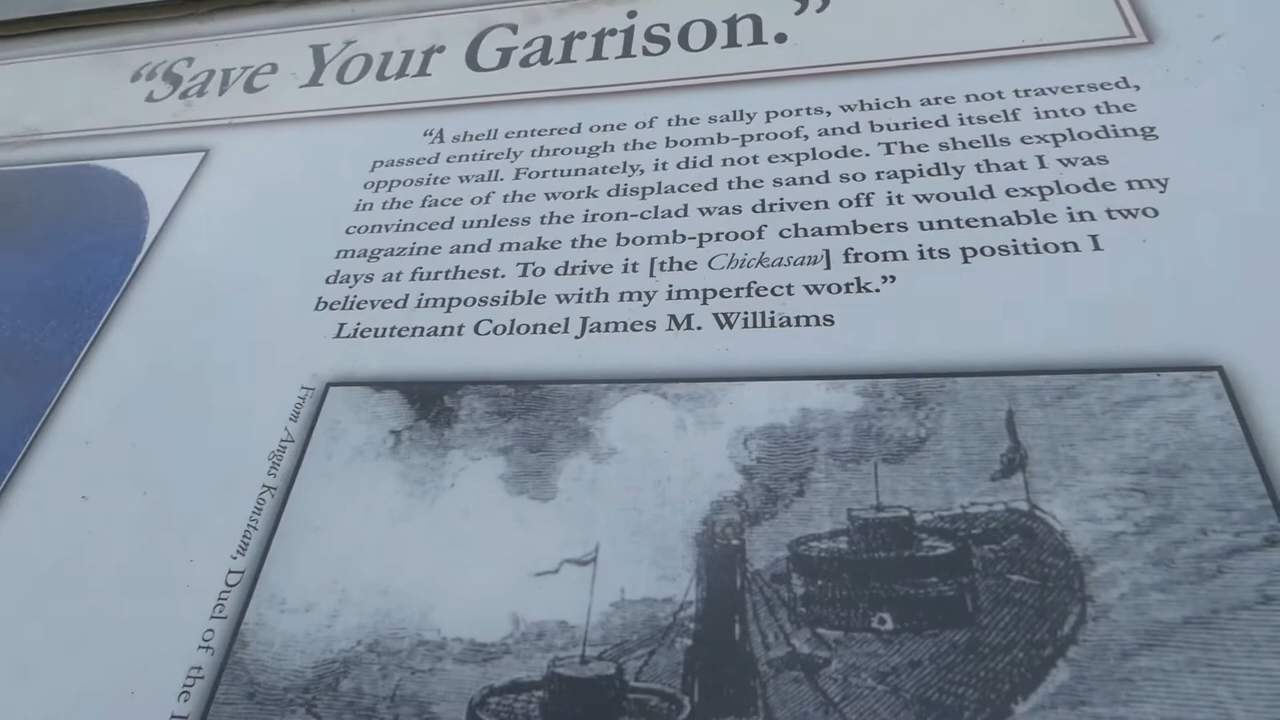 “Save Your Garrison.”
“A shell entered one of the sally ports, which are not traversed,
passed entirely through the bomb-proof, and buried itself into the
opposite wall. Fortunately, it did not explode. The shells exploding
in the face of the work displaced the sand so rapidly that I was
convinced unless the iron-clad was driven off it would explode my
magazine and make the bomb-proof chambers untenable in two
days at furthest. To drive it [the Chickasaw] from its position I
believed impossible with my imperfect work.”
Lieutenant Colonel James M. Williams
From Angus Konstam, Duel of the